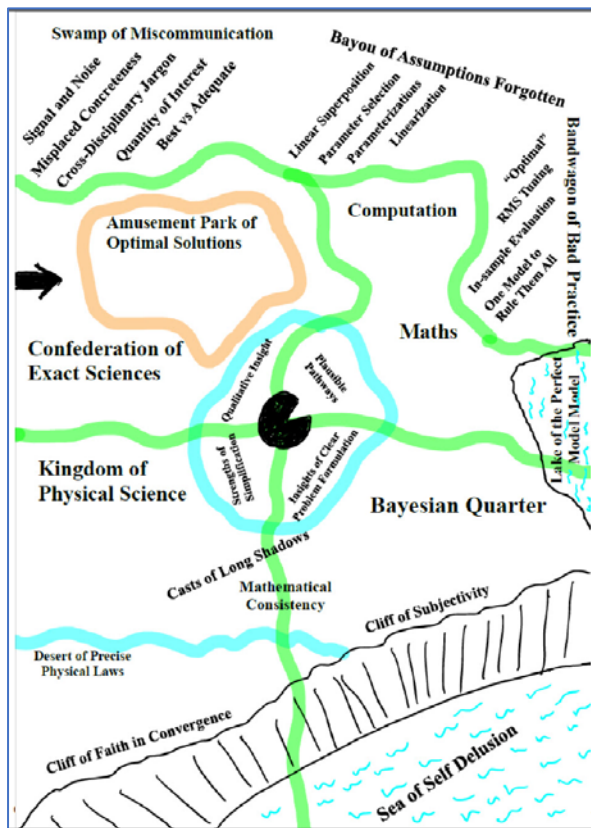 Swamp of Miscommunication
Signal and Noise
Misplaced Concreteness
Cross-Disciplinary Jargon
Quantity of Interest
Best vs Adequate
Bayou of Assumptions Forgotten
Linear Superposition
Parameter Selection
Parameterizations
Linearization
Bandwagon of Bad Practice
"Optimal"
RMS Tuning
In-sample Evaluation
One Model to
Rule Them All
Amusement Park of
Optimal Solutions
Computation
Maths
Confederation of
Exact Sciences
Qualitative Insight
Plausible
Pathways
Lake of the Perfect
Model Model
Kingdom of
Physical Science
Strengths of
Simplification
Insights of Clear
Problem Formulation
Bayesian Quarter
Casts of Long Shadows
Mathematical
Consistency
Cliff of Subjectivity
Desert of Precise
Physical Laws
Cliff of Faith in Convergence
Sea of Self Delusion